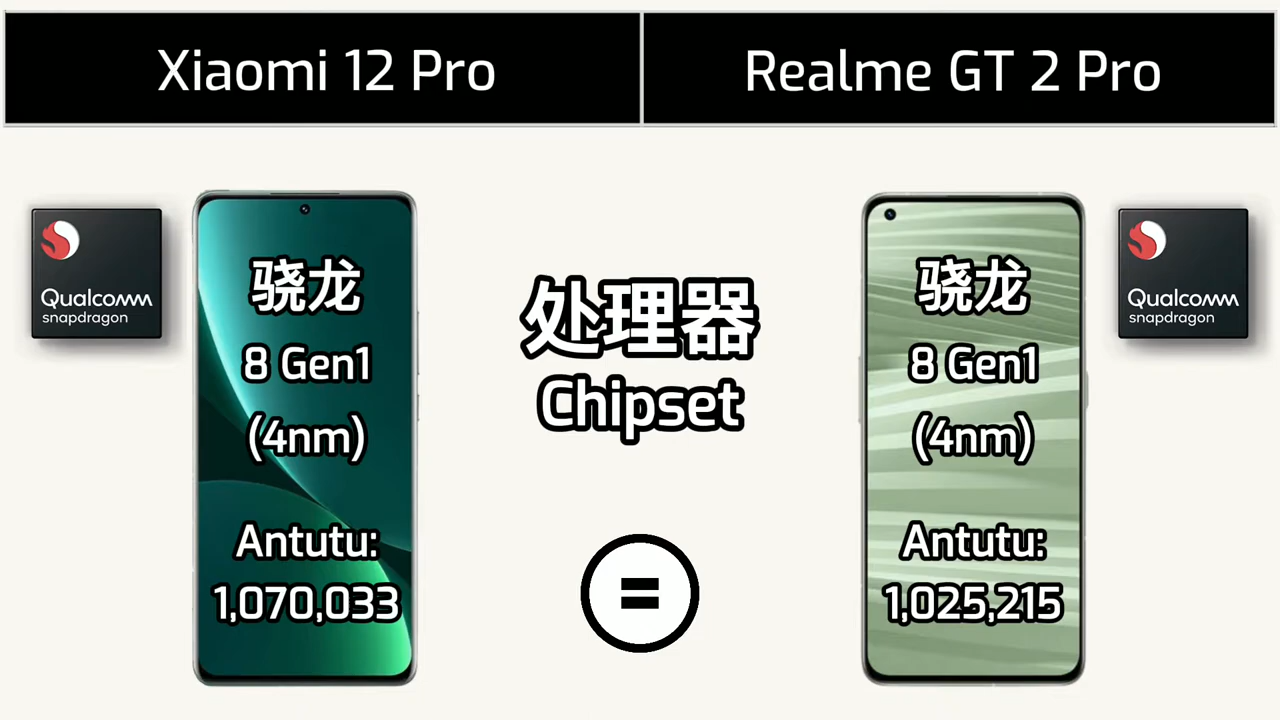 Xiaomi 12 Pro
Realme GT 2 Pro
Qualcomm
snapdragon
骁龙
8 Gen1
(4nm)
Antutu:
1,070,033
处理器
Chipset
=
骁龙
8 Gen1
(4nm)
Antutu:
1,025,215
Qualcomm
snapdragon